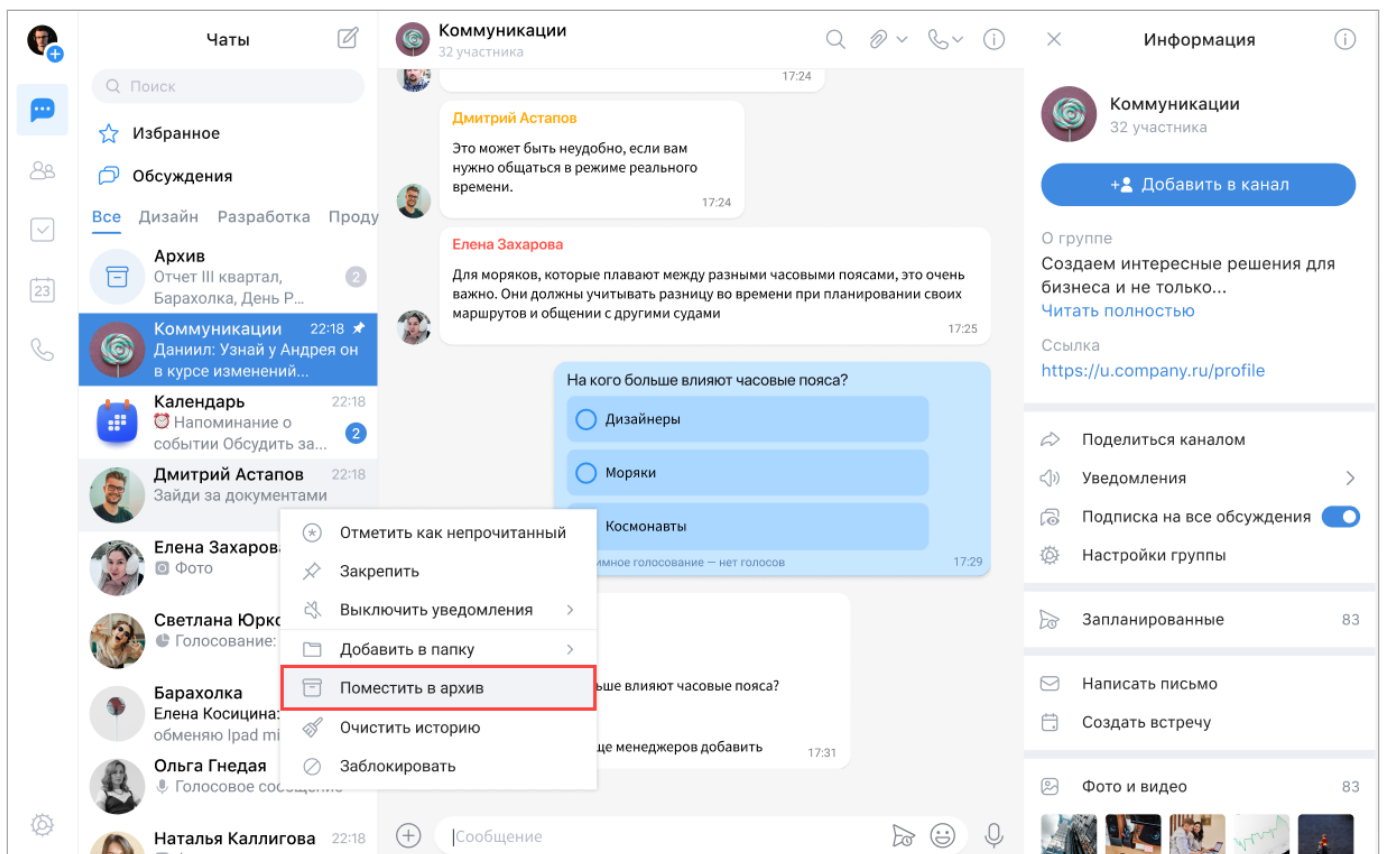 Чаты
Поиск
Избранное
Обсуждения
Все Дизайн Разработка Проду
Архив
Отчет III квартал,
Барахолка, День Р...
2
Коммуникации 22:18
Даниил: Узнай у Андрея он
в курсе изменений...
Календарь 22:18
Напоминание о
событии Обсудить за...
2
Дмитрий Астапов 22:18
Зайди за документами
Елена Захаров
Фото
Светлана Юрко
Голосование:
Барахолка
Елена Косицина:
обменяю Ipad mi
Ольга Гнедая
Голосовое сообщение
Наталья Каллигова 22:18
23
Отметить как непрочитанный
Закрепить
Выключить уведомления
Добавить в папку
Поместить в архив
Очистить историю
Заблокировать
Коммуникации
32 участника
17:24
Дмитрий Астапов
Это может быть неудобно, если вам
нужно общаться в режиме реального
времени.
17:24
Елена Захарова
Для моряков, которые плавают между разными часовыми поясами, это очень
важно. Они должны учитывать разницу во времени при планировании своих
маршрутов и общении с другими судами
17:25
На кого больше влияют часовые пояса?
Дизайнеры
Моряки
Космонавты
имное голосование — нет голосов 17:29
ьше влияют часовые пояса?
ще менеджеров добавить 17:31
Сообщение
Информация
Коммуникации
32 участника
Добавить в канал
О группе
Создаем интересные решения для
бизнеса и не только...
Читать полностью
Ссылка
https://u.company.ru/profile
Поделиться каналом
Уведомления
Подписка на все обсуждения
Настройки группы
Запланированные 83
Написать письмо
Создать встречу
Фото и видео 83